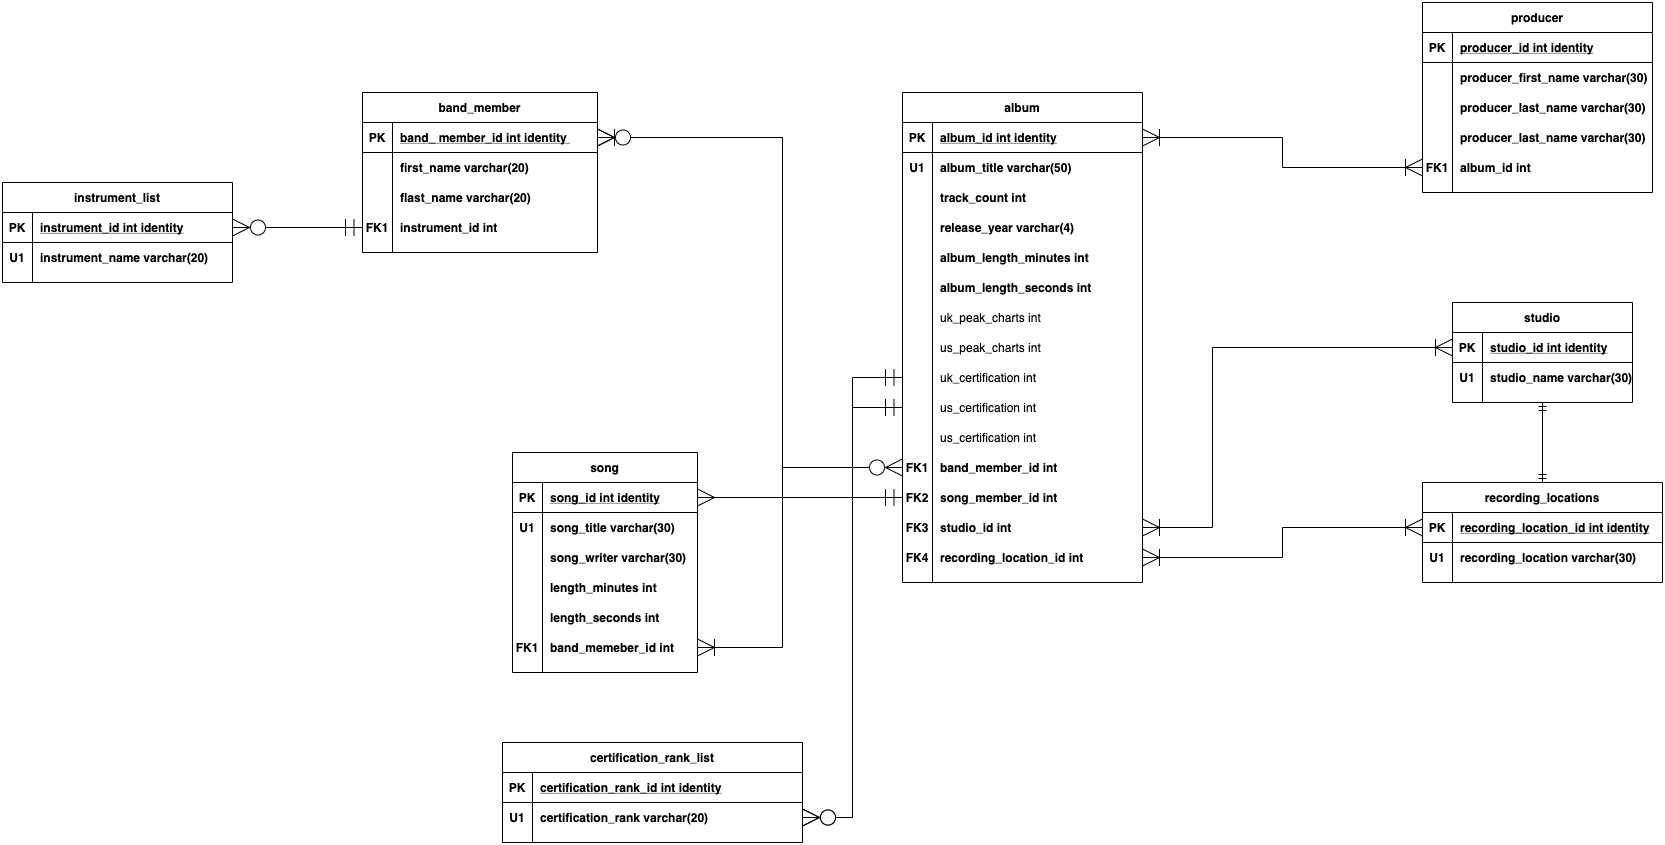 producer
PK producer_id int identity
producer_first_name varchar(30)
producer_last_name varchar(30)
producer_last_name varchar(30)
FK1 album_id int
band_member
PK band_ member_id int identity
first_name varchar(20)
flast_name varchar(20)
FK1 instrument_id int
album
PK album_id int identity
U1 album_title varchar(50)
track_count int
release_year varchar(4)
album_length_minutes int
album_length_seconds int
uk_peak_charts int
us_peak_charts int
uk_certification int
us_certification int
us_certification int
FK1 band_member_id int
FK2 song_member_id int
FK3 studio_id int
FK4 recording_location_id int
instrument_list
PK instrument_id int identity
U1 instrument_name varchar(20)
studio
PK studio_id int identity
U1 studio_name varchar(30)
song
PK song_id int identity
U1 song_title varchar(30)
song_writer varchar(30)
length_minutes int
length_seconds int
FK1 band_memeber_id int
recording_locations
PK recording_location_id int identity
U1 recording_location varchar(30)
certification_rank_list
PK certification_rank_id int identity
U1 certification_rank varchar(20)